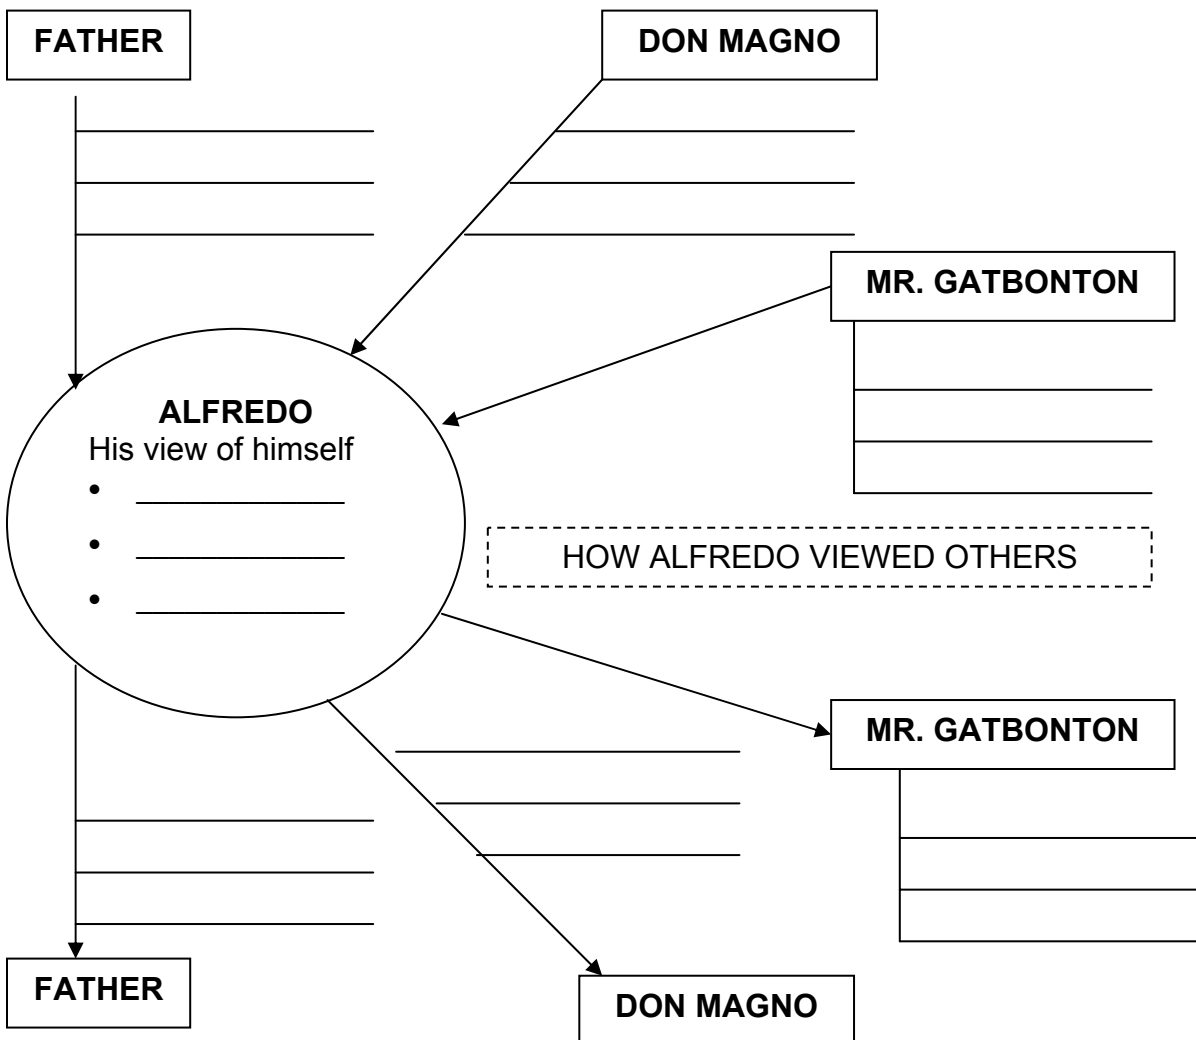 FATHER
DON MAGNO
MR. GATBONTON
ALFREDO
His view of himself
•
•
•
HOW ALFREDO VIEWED OTHERS
MR. GATBONTON
FATHER
DON MAGNO